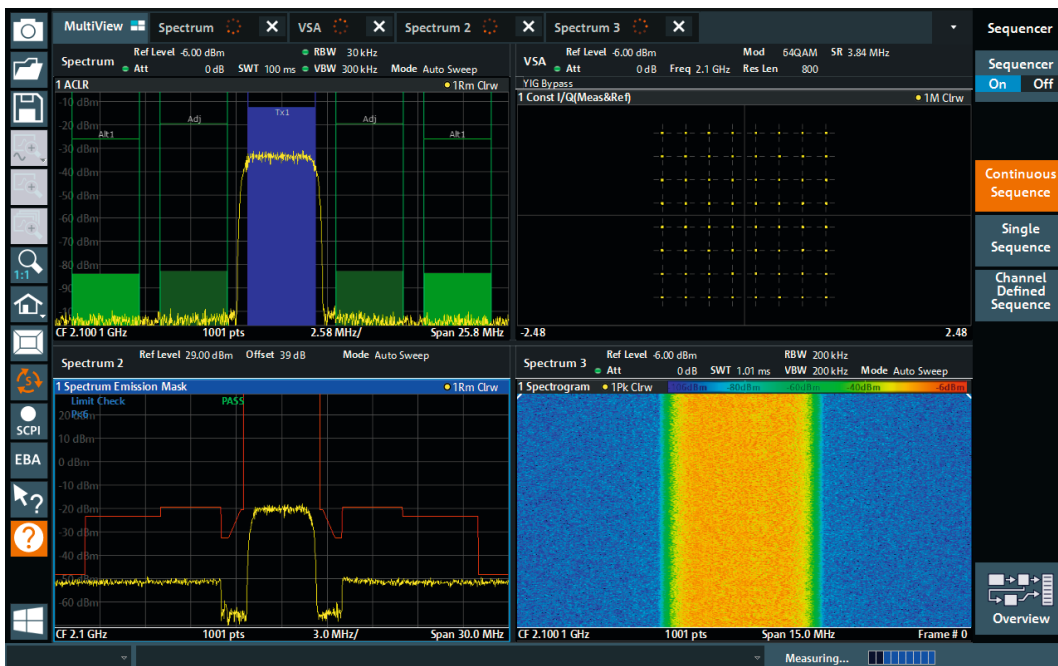 MultiView Spectrum VSA Spectrum 2 Spectrum 3
Sequencer
Spectrum Ref Level -6.00 dBm RBW 30 kHz
Att 0 dB SWT 100 ms VBW 300 kHz Mode Auto Sweep
1 ACLR 1Rm Clrw
-10 dBm
Tx1
Adj Adj
-20 dBm
Alt1 Alt1
-30 dBm
-40 dBm
-50 dBm
-60 dBm
-70 dBm
-80 dBm
CF 2.100 1 GHz 1001 pts 2.58 MHz/ Span 25.8 MHz
VSA Ref Level -6.00 dBm Mod 64QAM SR 3.84 MHz
Att 0 dB Freq 2.1 GHz Res Len 800
YIG Bypass
1 Const I/Q(Meas&Ref) 1M Clrw
-2.48 2.48
Spectrum 2 Ref Level 29.00 dBm Offset 39 dB Mode Auto Sweep
1 Spectrum Emission Mask 1Rm Clrw
Limit Check PASS
20 dBm
10 dBm
0 dBm
-10 dBm
-20 dBm
-30 dBm
-40 dBm
-60 dBm
CF 2.1 GHz 1001 pts 3.0 MHz/ Span 30.0 MHz
Spectrum 3 Ref Level -6.00 dBm RBW 200 kHz
Att 0 dB SWT 1.01 ms VBW 200 kHz Mode Auto Sweep
1 Spectrogram 1Pk Clrw -80dBm -60dBm -40dBm -6dBm
CF 2.100 1 GHz 1001 pts Span 15.0 MHz Frame # 0
Sequencer
On Off
Continuous
Sequence
Single
Sequence
Channel
Defined
Sequence
Overview
1:1
SCPI
EBA
Measuring...